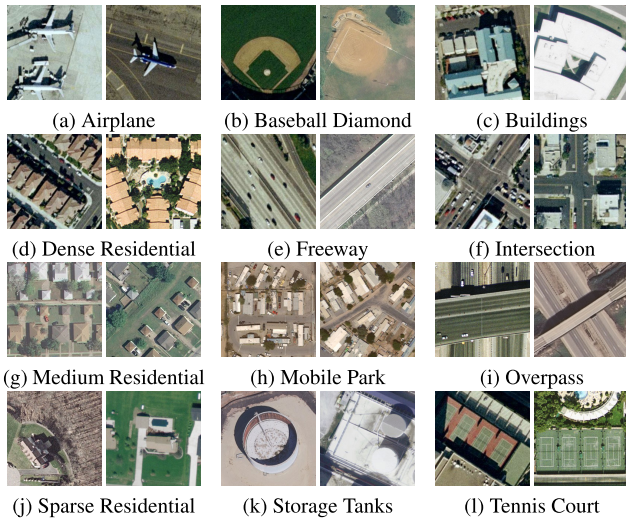 (a) Airplane
(b) Baseball Diamond
(c) Buildings
(d) Dense Residential
(e) Freeway
(f) Intersection
(g) Medium Residential
(h) Mobile Park
(i) Overpass
(j) Sparse Residential
(k) Storage Tanks
(l) Tennis Court